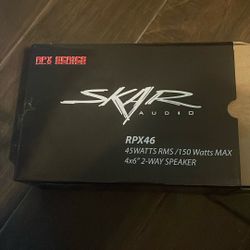 RPX SERIES
SKAR
AUDIO
RPX46
45WATTS RMS /150 Watts MAX
4x6" 2-WAY SPEAKER